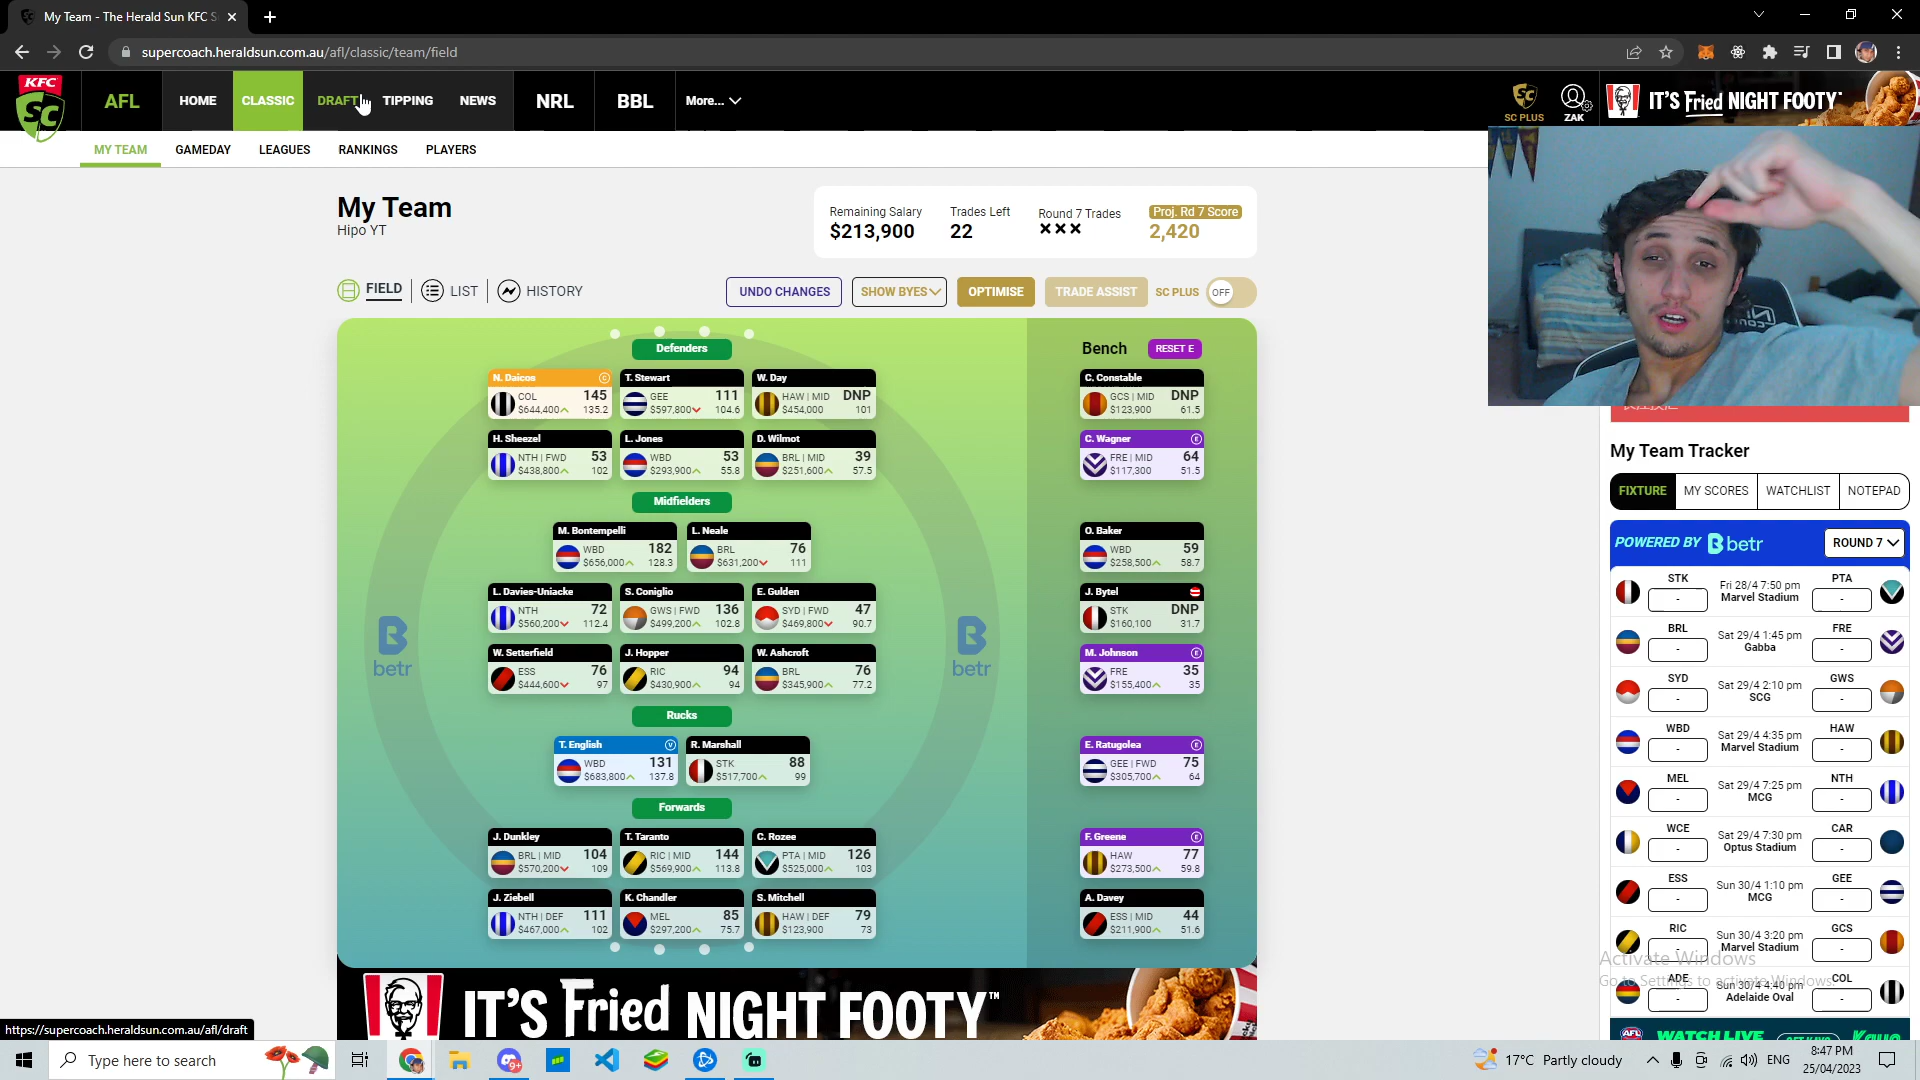 My Team - The Herald Sun KFC S
supercoach.heraldsun.com.au/afl/classic/team/field
KFC
SC
AFL
HOME
CLASSIC
DRAFT
TIPPING
NEWS
NRL
BBL
More...
SC PLUS
ZAK
IT'S Fried NIGHT FOOTY
MY TEAM
GAMEDAY
LEAGUES
RANKINGS
PLAYERS
My Team
Hipo YT
Remaining Salary
$213,900
Trades Left
22
Round 7 Trades
Proj. Rd 7 Score
2,420
FIELD
LIST
HISTORY
UNDO CHANGES
SHOW BYES
OPTIMISE
TRADE ASSIST
SC PLUS
OFF
Defenders
Bench
RESET E
N. Daicos C
COL 145
$644,400 135.2
T. Stewart
GEE 111
$597,800 104.6
W. Day
HAW | MID DNP
$454,000 101
C. Constable
GCS | MID DNP
$123,900 61.5
H. Sheezel
NTH | FWD 53
$438,800 102
L. Jones
WBD 53
$293,900 55.8
D. Wilmot
BRL | MID 39
$251,600 57.5
C. Wagner E
FRE | MID 64
$117,300 51.5
Midfielders
M. Bontempelli
WBD 182
$656,000 128.3
L. Neale
BRL 76
$631,200 111
O. Baker
WBD 59
$258,500 58.7
L. Davies-Uniacke
NTH 72
$560,200 112.4
S. Coniglio
GWS | FWD 136
$499,200 102.8
E. Gulden
SYD | FWD 47
$469,800 90.7
J. Bytel
STK DNP
$160,100 31.7
W. Setterfield
ESS 76
$444,600 97
J. Hopper
RIC 94
$430,900 94
W. Ashcroft
BRL 76
$345,900 77.2
M. Johnson E
FRE 35
$155,400 35
betr
betr
Rucks
T. English V
WBD 131
$683,800 137.8
R. Marshall
STK 88
$517,700 99
E. Ratugolea E
GEE | FWD 75
$305,700 64
Forwards
J. Dunkley
BRL | MID 104
$570,200 109
T. Taranto
RIC | MID 144
$569,900 113.8
C. Rozee
PTA | MID 126
$525,000 103
F. Greene E
HAW 77
$273,500 59.8
J. Ziebell
NTH | DEF 111
$467,000 102
K. Chandler
MEL 85
$297,200 75.7
S. Mitchell
HAW | DEF 79
$123,900 73
A. Davey
ESS | MID 44
$211,900 51.6
IT'S Fried NIGHT FOOTY™
My Team Tracker
FIXTURE
MY SCORES
WATCHLIST
NOTEPAD
POWERED BY betr
ROUND 7
STK Fri 28/4 7:50 pm PTA
- Marvel Stadium -
BRL Sat 29/4 1:45 pm FRE
- Gabba -
SYD Sat 29/4 2:10 pm GWS
- SCG -
WBD Sat 29/4 4:35 pm HAW
- Marvel Stadium -
MEL Sat 29/4 7:25 pm NTH
- MCG -
WCE Sat 29/4 7:30 pm CAR
- Optus Stadium -
ESS Sun 30/4 1:10 pm GEE
- MCG -
RIC Sun 30/4 3:20 pm GCS
- Marvel Stadium -
ADE Sun 30/4 4:40 pm COL
- Adelaide Oval -
Activate Windows
Go to Settings to activate Windows.
AFL WATCH LIVE Kayo
https://supercoach.heraldsun.com.au/afl/draft
Type here to search
9+
17°C Partly cloudy
ENG
8:47 PM
25/04/2023